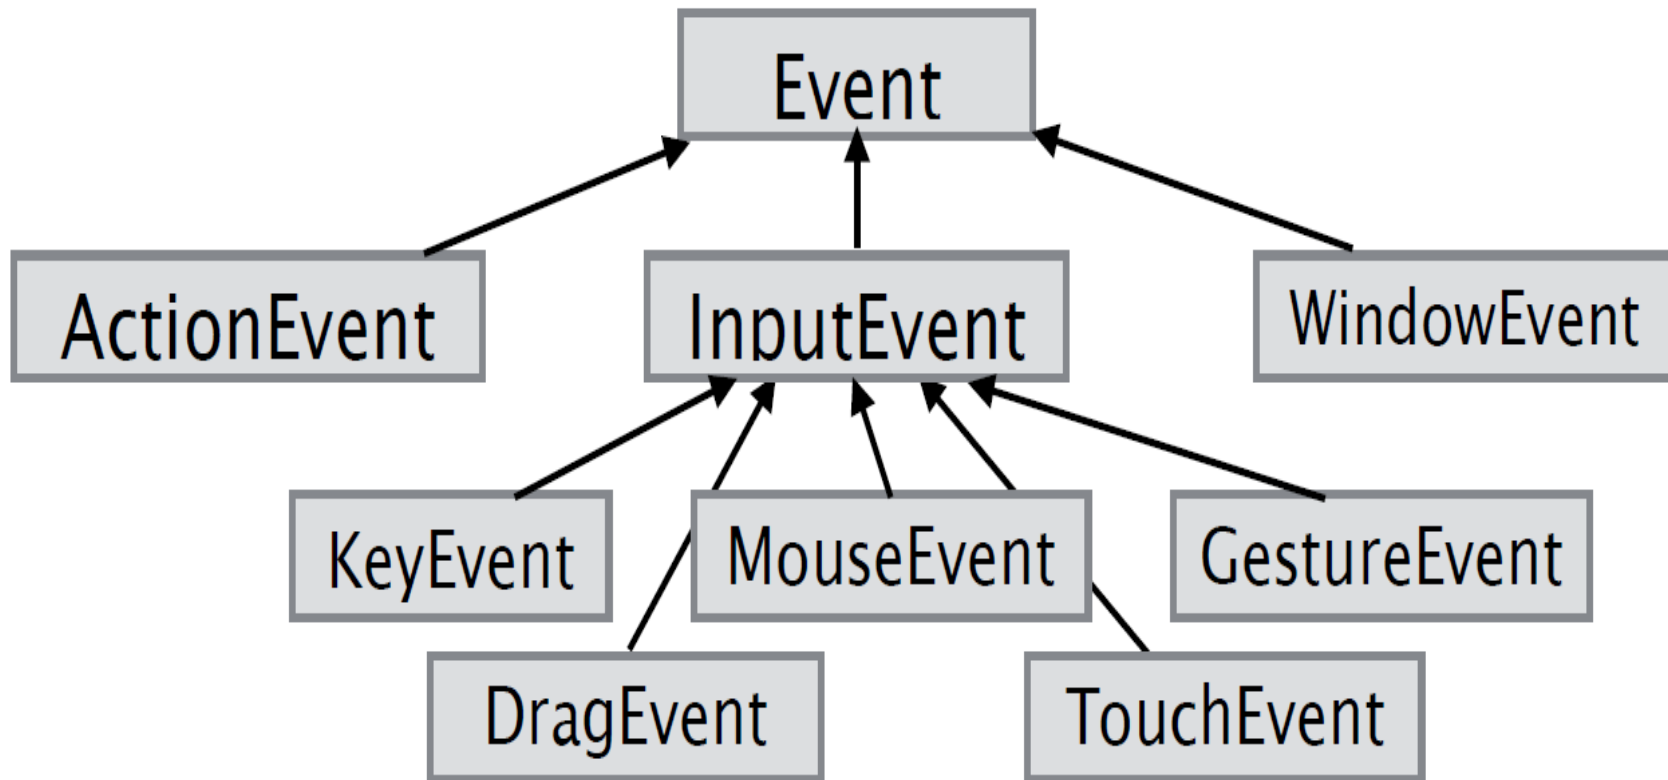 Event
ActionEvent
InputEvent
WindowEvent
KeyEvent
MouseEvent
GestureEvent
DragEvent
TouchEvent